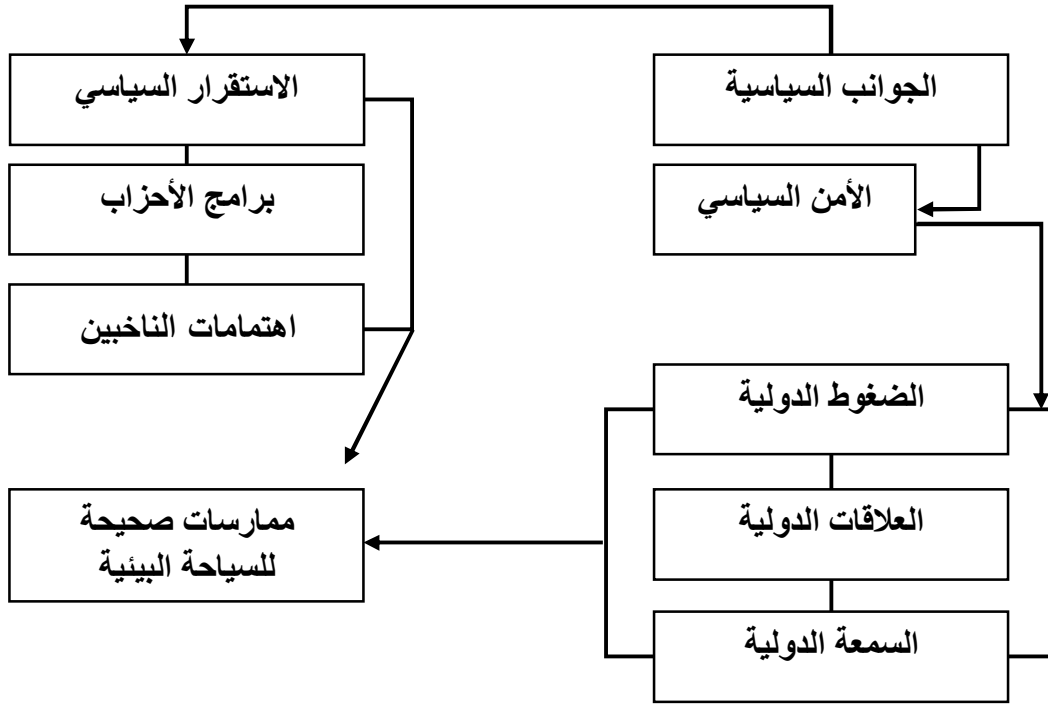 الجوانب السياسية
الاستقرار السياسي
الأمن السياسي
برامج الأحزاب
اهتمامات الناخبين
الضغوط الدولية
العلاقات الدولية
ممارسات صحيحة
للسياحة البيئية
السمعة الدولية